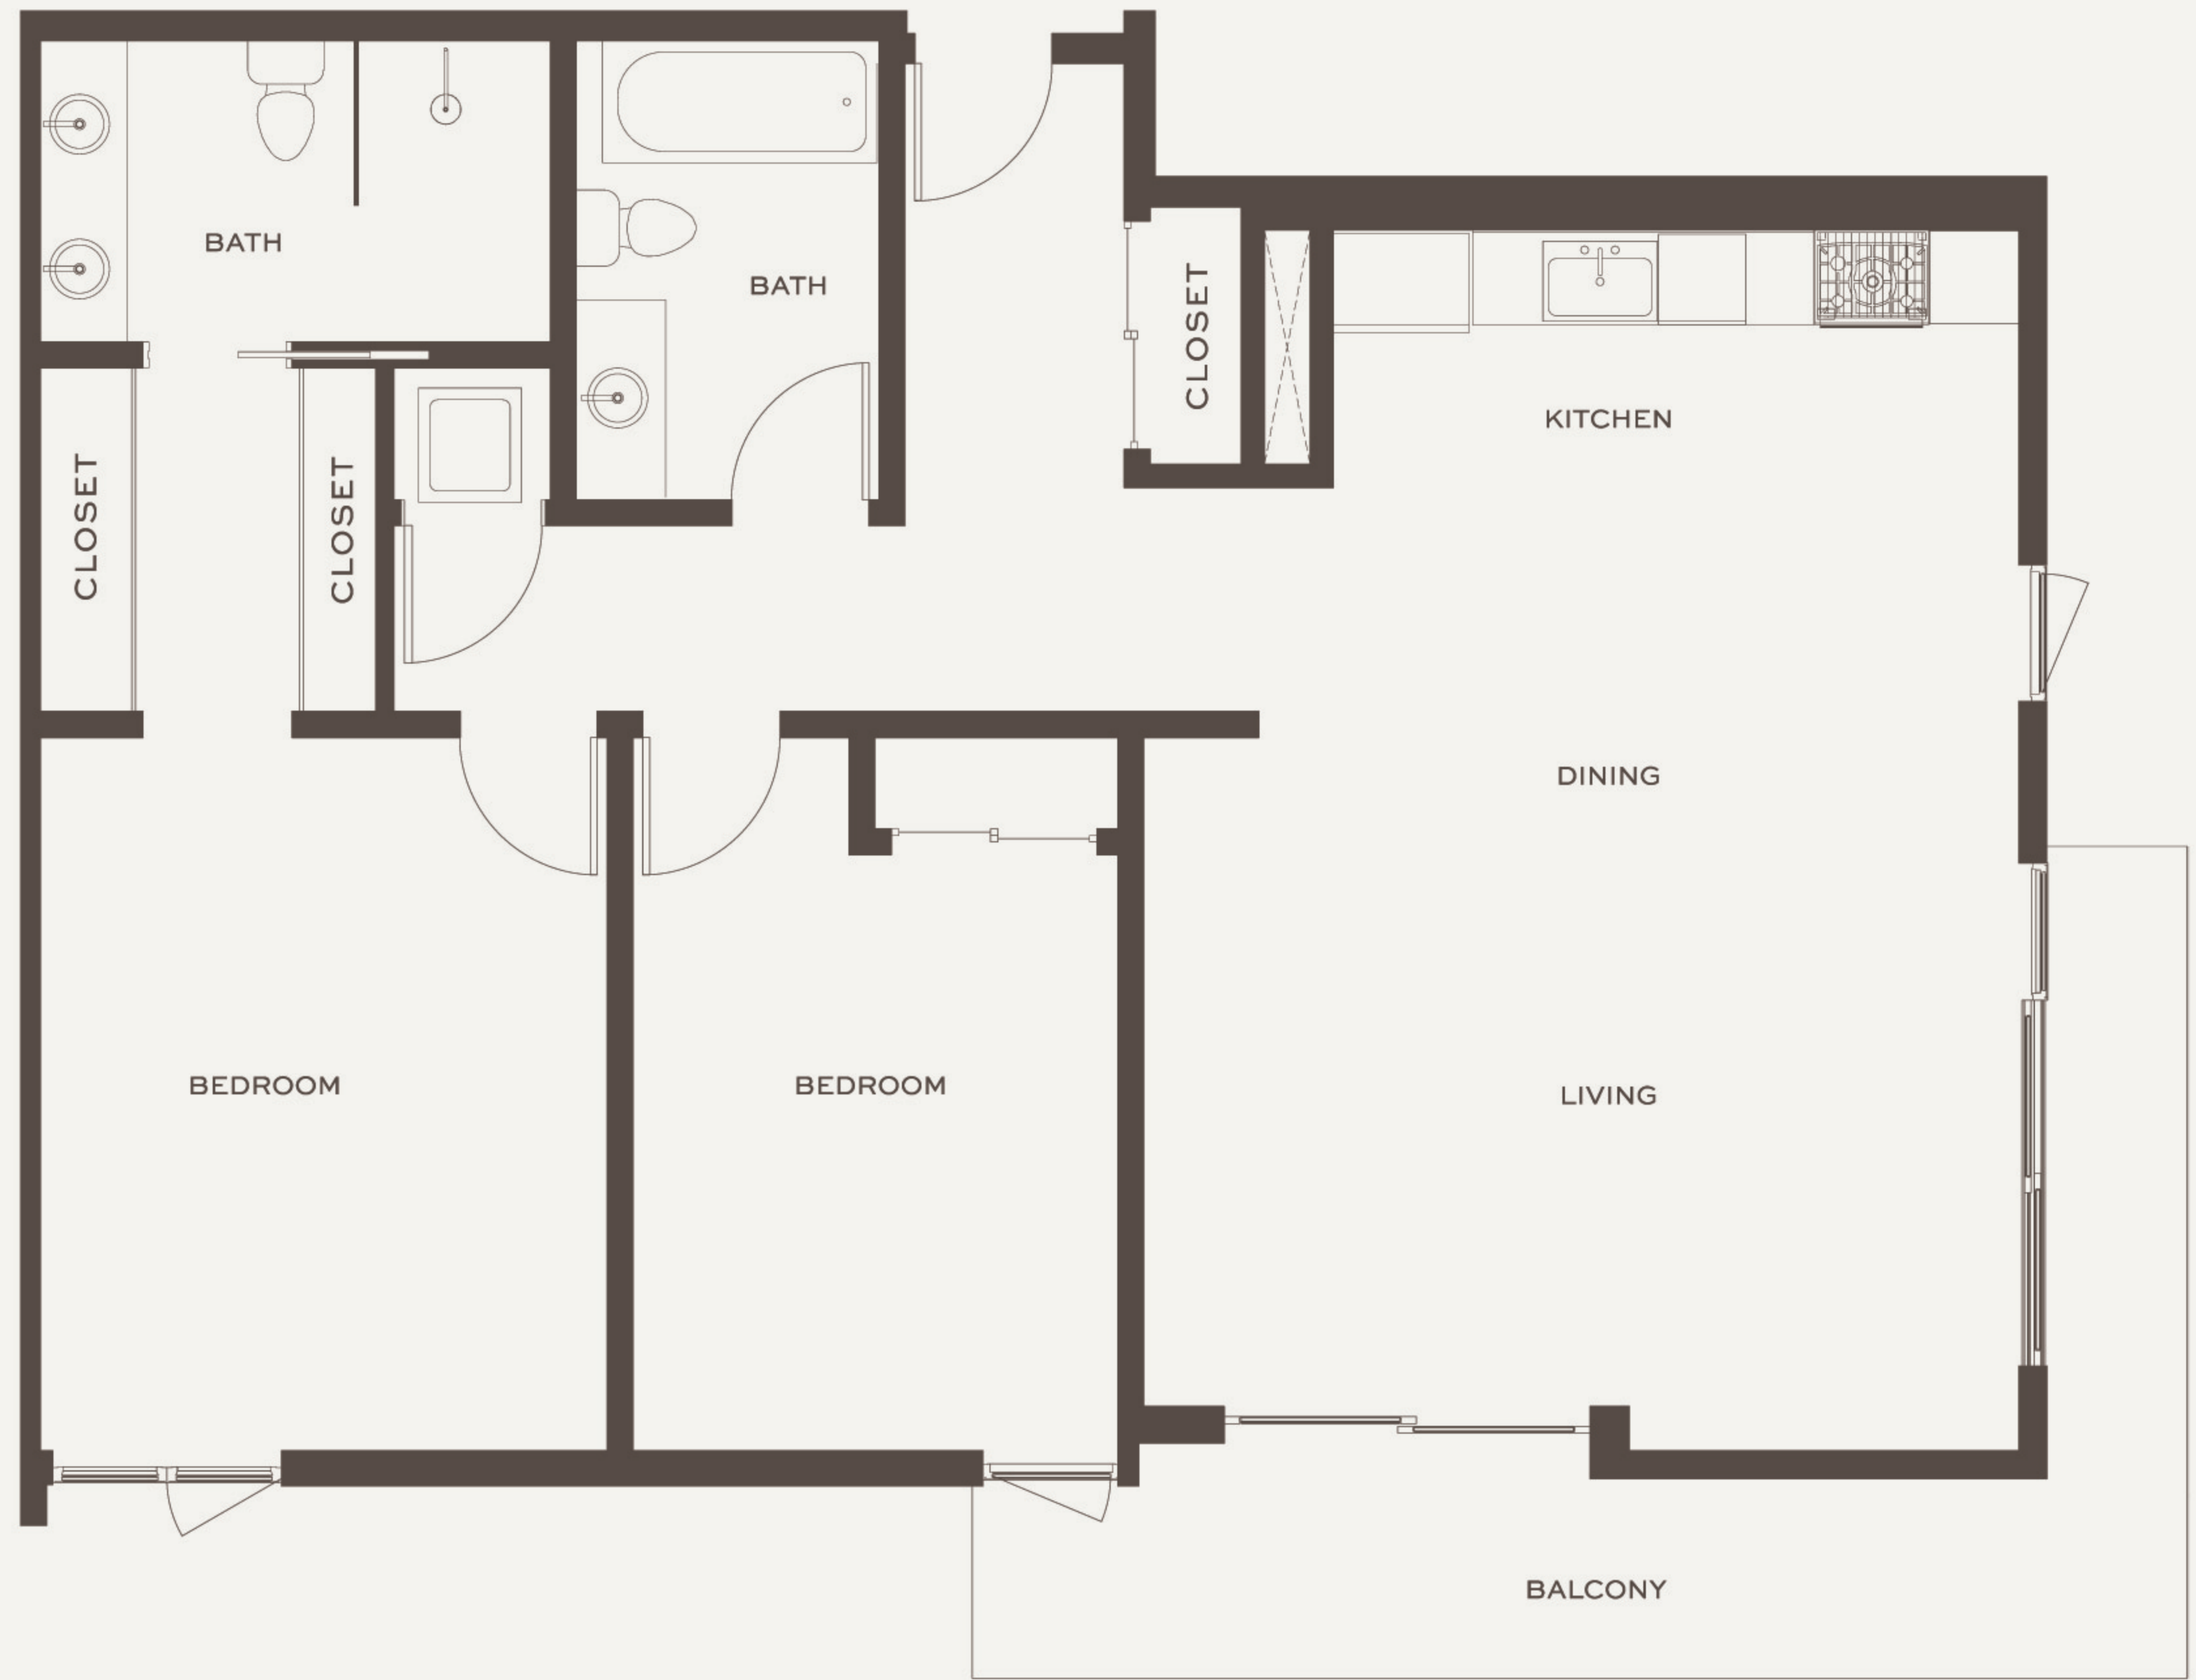 BATH
BATH
CLOSET
KITCHEN
CLOSET
CLOSET
DINING
BEDROOM
BEDROOM
LIVING
BALCONY